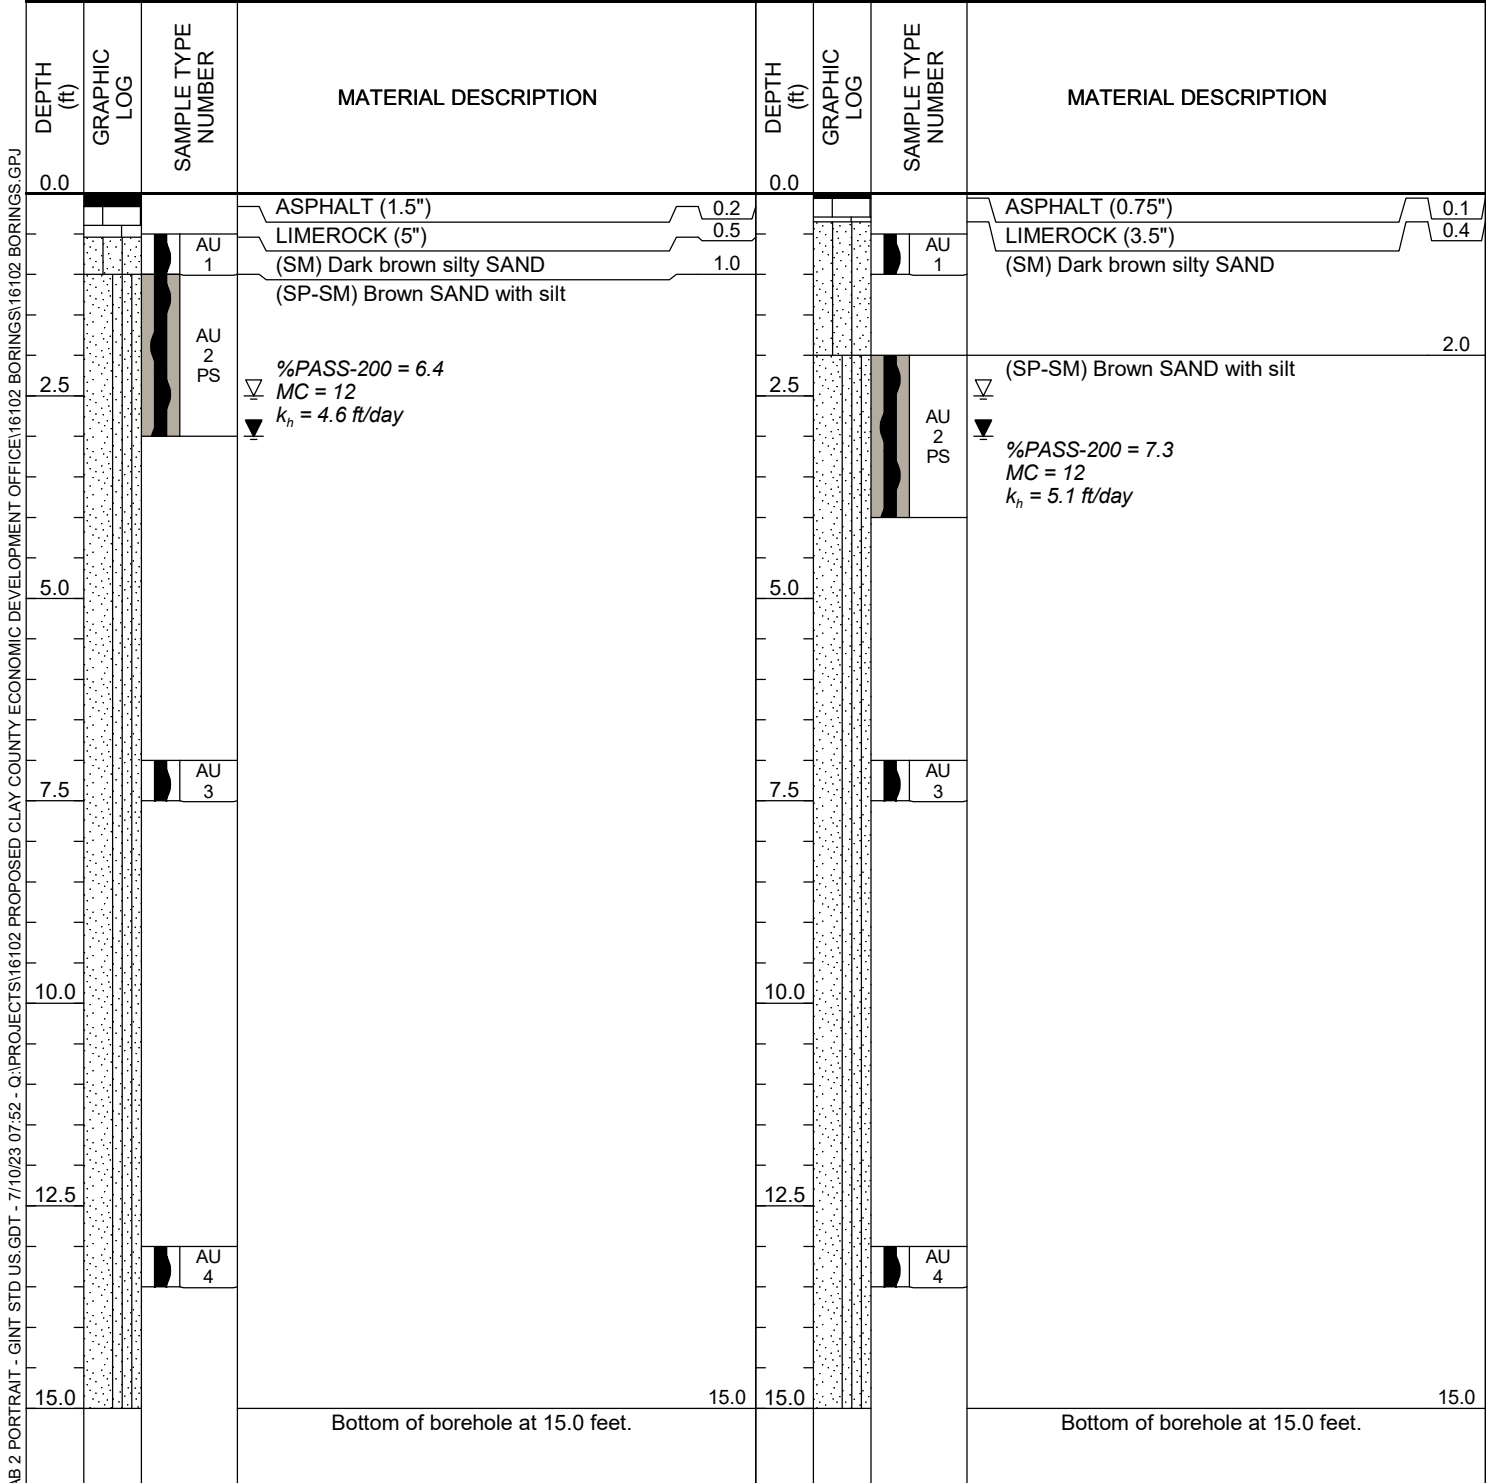 DEPTH
(ft)
GRAPHIC
LOG
SAMPLE TYPE
NUMBER
MATERIAL DESCRIPTION
0.0
ASPHALT (1.5") 0.2
LIMEROCK (5") 0.5
AU
1
(SM) Dark brown silty SAND 1.0
(SP-SM) Brown SAND with silt
AU
2
PS
%PASS-200 = 6.4
MC = 12
kh = 4.6 ft/day
2.5
5.0
AU
3
7.5
10.0
12.5
AU
4
15.0
15.0
Bottom of borehole at 15.0 feet.
DEPTH
(ft)
GRAPHIC
LOG
SAMPLE TYPE
NUMBER
MATERIAL DESCRIPTION
0.0
ASPHALT (0.75") 0.1
LIMEROCK (3.5") 0.4
AU
1
(SM) Dark brown silty SAND
2.0
(SP-SM) Brown SAND with silt
2.5
AU
2
PS
%PASS-200 = 7.3
MC = 12
kh = 5.1 ft/day
5.0
AU
3
7.5
10.0
12.5
AU
4
15.0
15.0
Bottom of borehole at 15.0 feet.
AB 2 PORTRAIT - GINT STD US.GDT - 7/10/23 07:52 - Q:\PROJECTS\16102 PROPOSED CLAY COUNTY ECONOMIC DEVELOPMENT OFFICE\16102 BORINGS\16102 BORINGS.GPJ